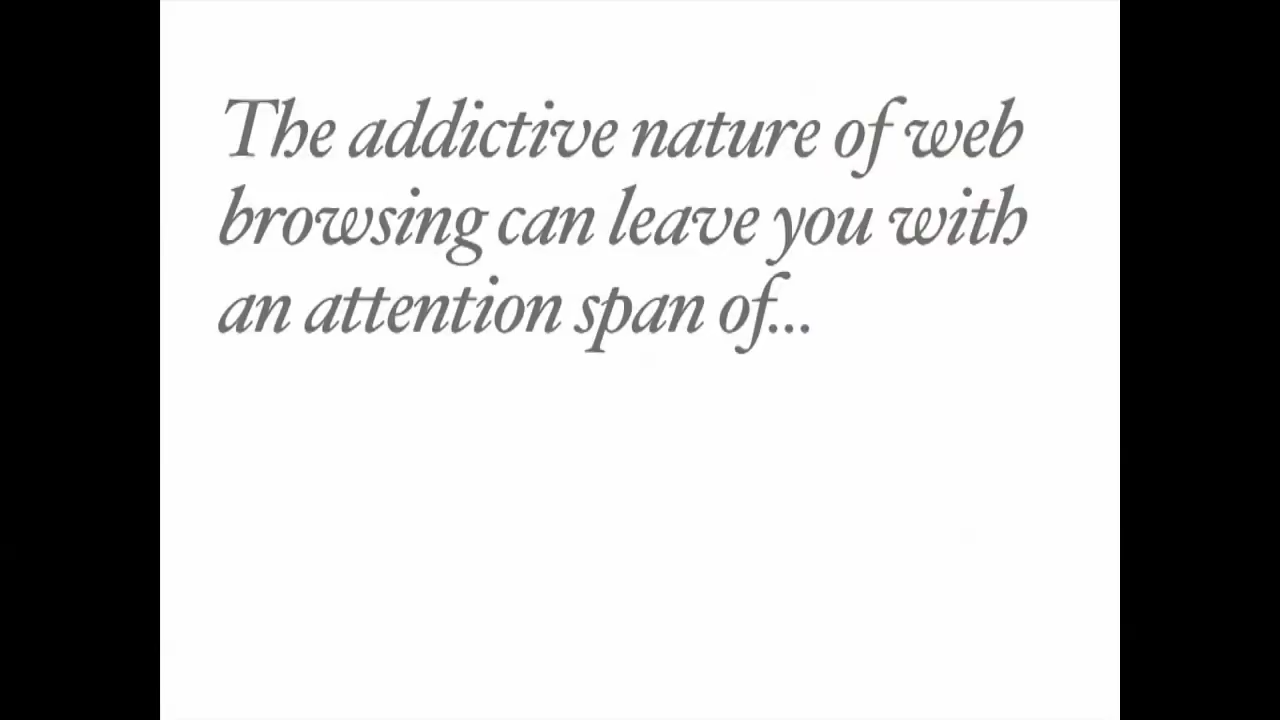 The addictive nature of web
browsing can leave you with
an attention span of...